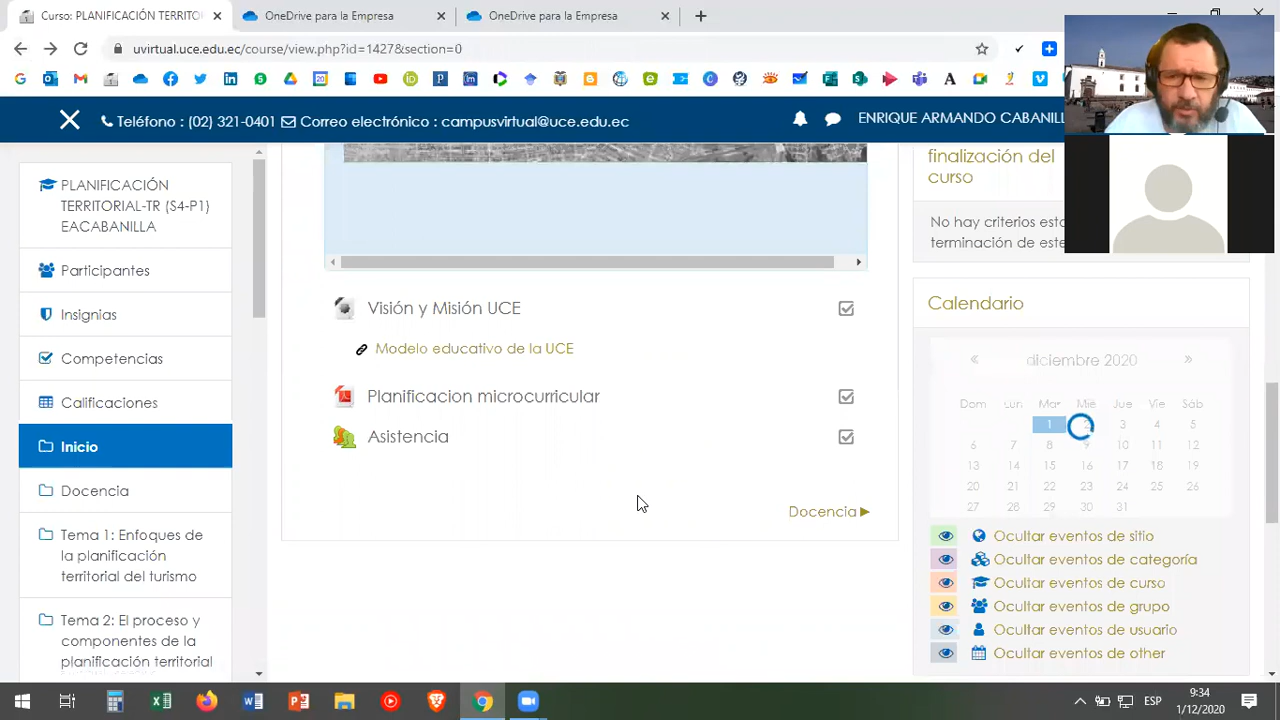 Curso: PLANIFICACIÓN TERRITO
OneDrive para la Empresa
OneDrive para la Empresa
uvirtual.uce.edu.ec/course/view.php?id=1427&section=0
Teléfono : (02) 321-0401 Correo electrónico : campusvirtual@uce.edu.ec
ENRIQUE ARMANDO CABANILL
PLANIFICACIÓN
TERRITORIAL-TR (S4-P1)
EACABANILLA
Participantes
Insignias
Competencias
Calificaciones
Inicio
Docencia
Tema 1: Enfoques de
la planificación
territorial del turismo
Tema 2: El proceso y
componentes de la
planificación territorial
Visión y Misión UCE
Modelo educativo de la UCE
Planificacion microcurricular
Asistencia
Docencia ▶
finalización del
curso
No hay criterios
terminación de este
Calendario
« diciembre 2020 »
Dom Lun Mar Mié Jue Vie Sáb
1 2 3 4 5
6 7 8 9 10 11 12
13 14 15 16 17 18 19
20 21 22 23 24 25 26
27 28 29 30 31
Ocultar eventos de sitio
Ocultar eventos de categoría
Ocultar eventos de curso
Ocultar eventos de grupo
Ocultar eventos de usuario
Ocultar eventos de other
ESP
9:34
1/12/2020